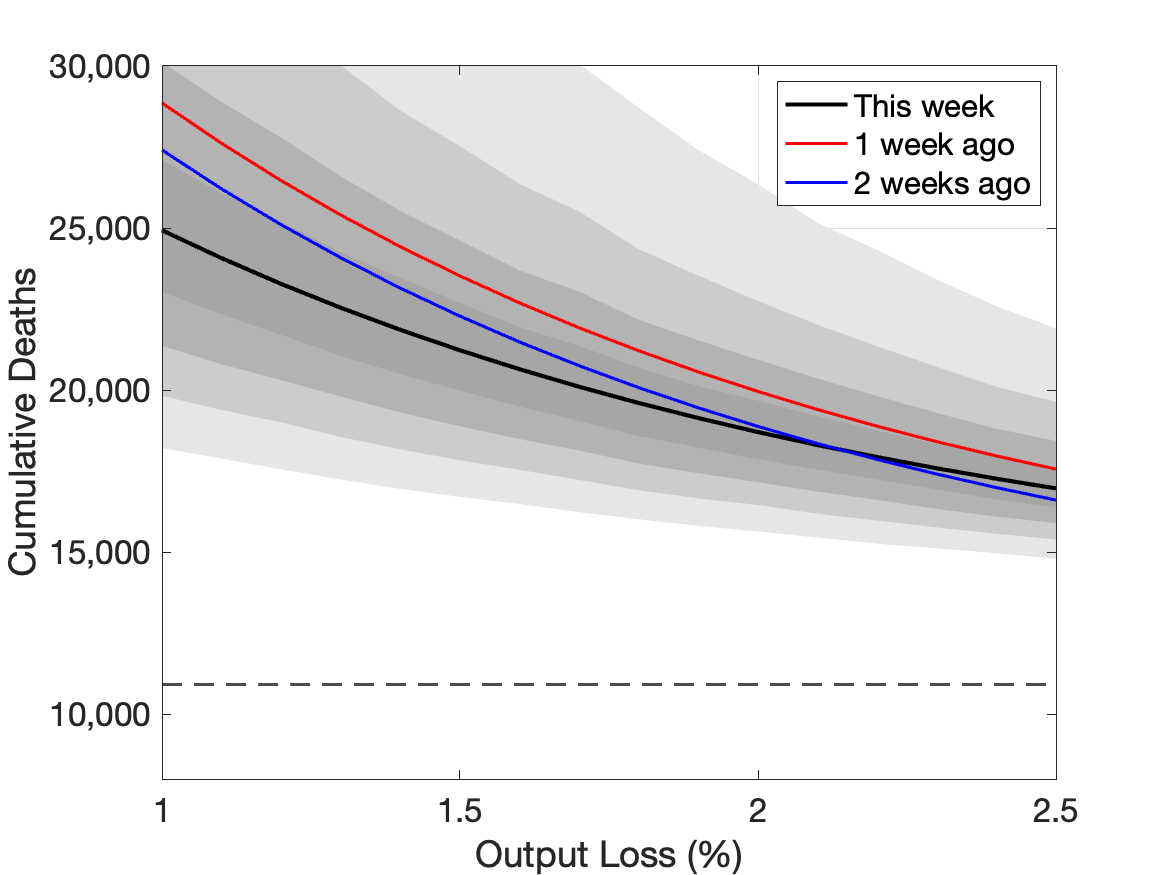 30,000
25,000
20,000
15,000
10,000
Cumulative Deaths
This week
1 week ago
2 weeks ago
1
1.5
2
2.5
Output Loss (%)